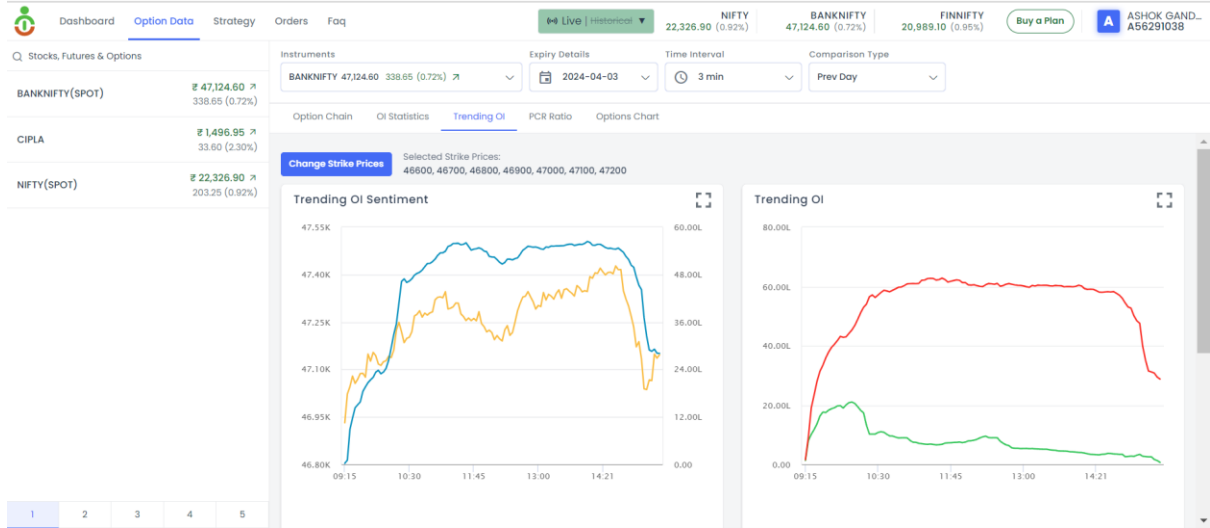 Dashboard Option Data Strategy Orders Faq
Live | Historical ▼
NIFTY
22,326.90 (0.92%)
BANKNIFTY
47,124.60 (0.72%)
FINNIFTY
20,989.10 (0.95%)
Buy a Plan
A
ASHOK GAND...
A56291038
Stocks, Futures & Options
BANKNIFTY(SPOT)
₹ 47,124.60 ↗
338.65 (0.72%)
CIPLA
₹ 1,496.95 ↗
33.60 (2.30%)
NIFTY(SPOT)
₹ 22,326.90 ↗
203.25 (0.92%)
1 2 3 4 5
Instruments
BANKNIFTY 47,124.60 338.65 (0.72%) ↗
Expiry Details
2024-04-03
Time Interval
3 min
Comparison Type
Prev Day
Option Chain OI Statistics Trending OI PCR Ratio Options Chart
Change Strike Prices
Selected Strike Prices:
46600, 46700, 46800, 46900, 47000, 47100, 47200
Trending OI Sentiment
47.55K 60.00L
47.40K 48.00L
47.25K 36.00L
47.10K 24.00L
46.95K 12.00L
46.80K 0.00
09:15 10:30 11:45 13:00 14:21
Trending OI
80.00L
60.00L
40.00L
20.00L
0.00
09:15 10:30 11:45 13:00 14:21